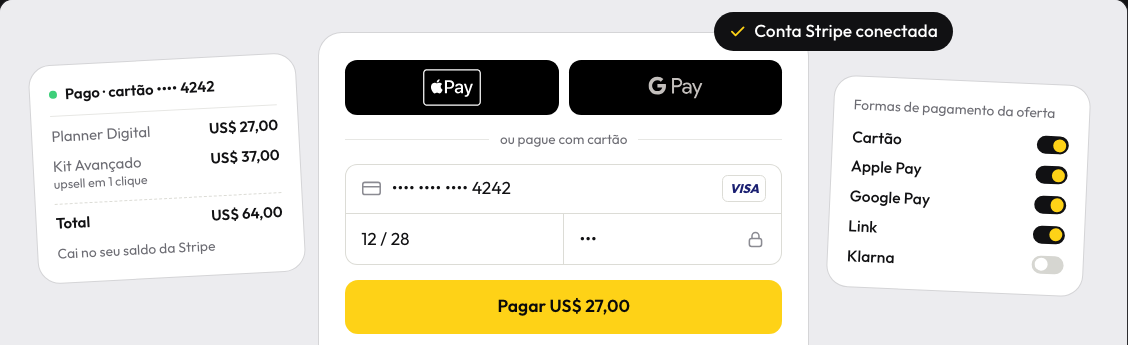 Conta Stripe conectada
Pago · cartão •••• 4242
Planner Digital US$ 27,00
Kit Avançado US$ 37,00
upsell em 1 clique
Total US$ 64,00
Cai no seu saldo da Stripe
Pay G Pay
ou pague com cartão
•••• •••• •••• 4242 VISA
12 / 28 •••
Pagar US$ 27,00
Formas de pagamento da oferta
Cartão
Apple Pay
Google Pay
Link
Klarna